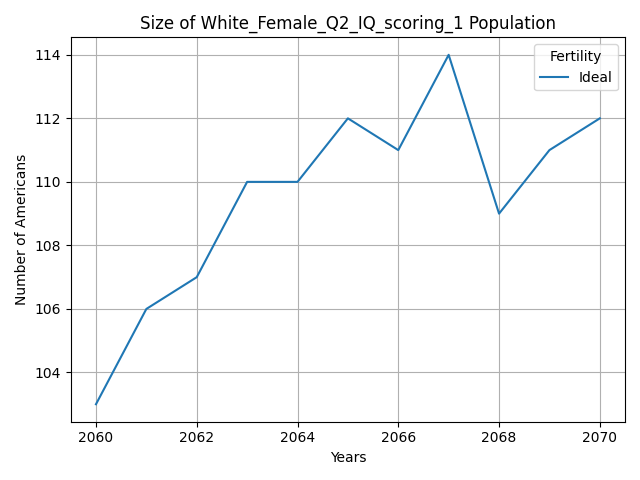 Size of White_Female_Q2_IQ_scoring_1 Population
Fertility
Ideal
Number of Americans
114
112
110
108
106
104
2060
2062
2064
2066
2068
2070
Years